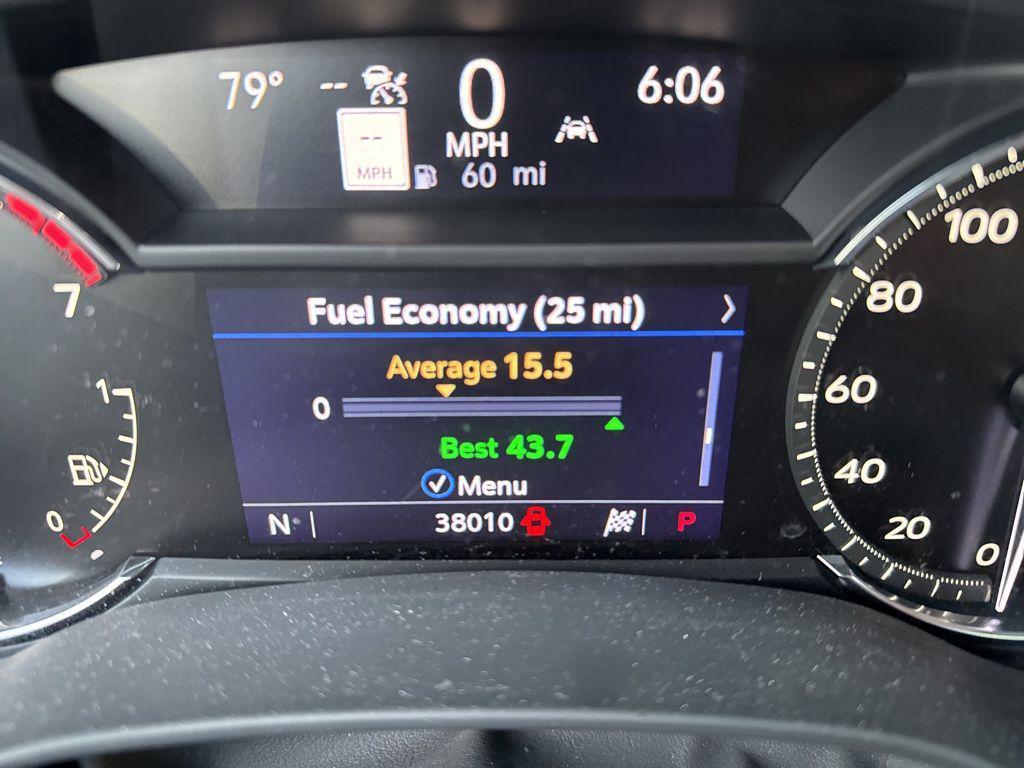 79° -- 0 6:06
-- MPH
MPH
60 mi
7
1
0
Fuel Economy (25 mi)
Average 15.5
0
Best 43.7
Menu
N 38010 P
100
80
60
40
20
0